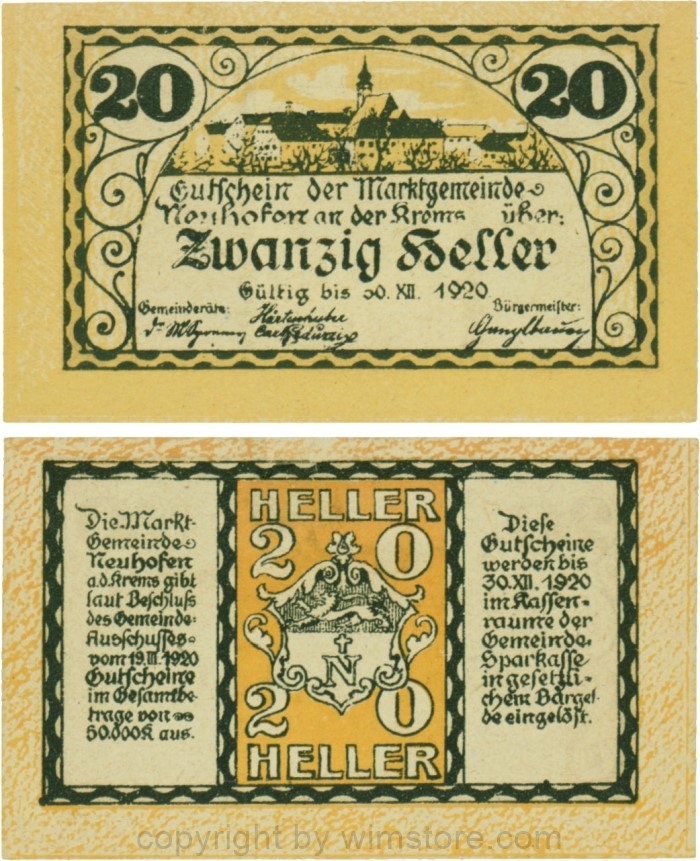 20
20
Gutschein der Marktgemeinde
Neuhofen an der Krems über:
Zwanzig Heller
Gültig bis 30. XII. 1920
Gemeinderäte:
Bürgermeister:
HELLER
20
N
20
HELLER
Die Markt-
Gemeinde
Neuhofen
a.d. Krems gibt
laut Beschluß
des Gemeinde-
Ausschusses
vom 19. III. 1920
Gutscheine
im Gesamtbe-
trage von
50.000K aus.
Diese
Gutscheine
werden bis
30. XII. 1920
im Kassen-
raume der
Gemeinde-
Sparkasse
in gesetzli-
chem Bargel-
de eingelöst.
copyright by wimstore.com